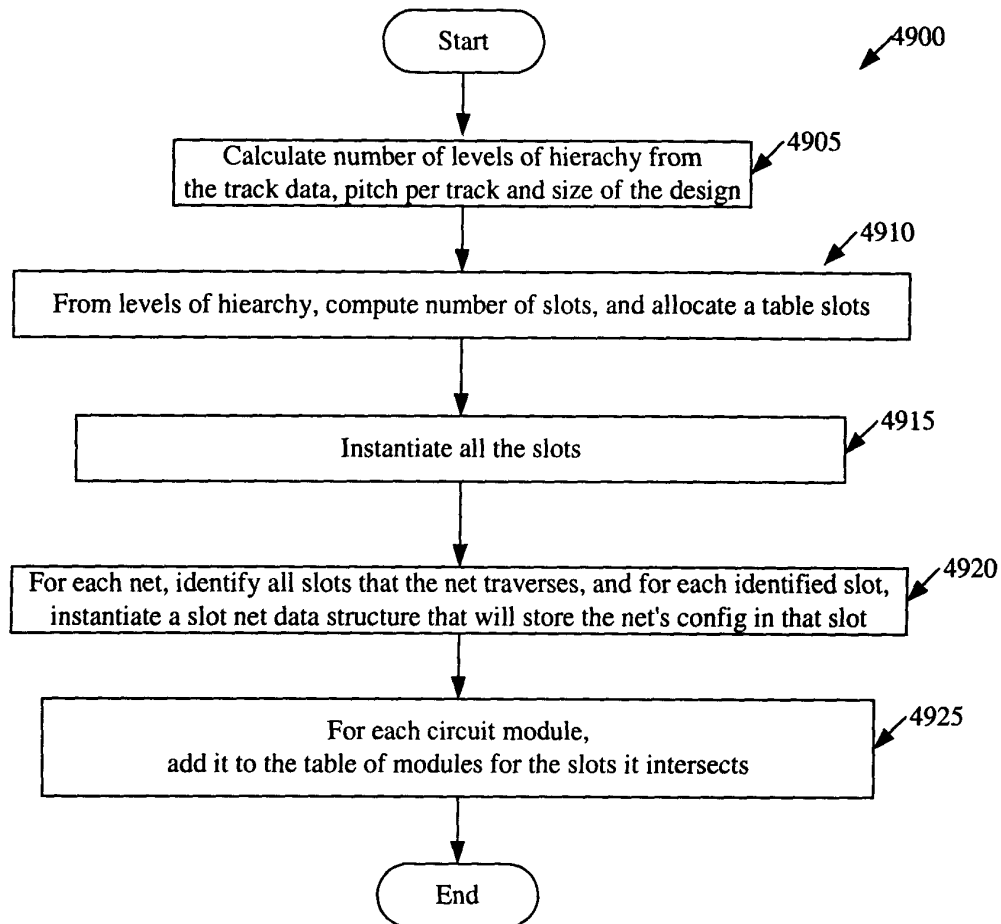 Start
4900
4905
Calculate number of levels of hierachy from
the track data, pitch per track and size of the design
4910
From levels of hiearchy, compute number of slots, and allocate a table slots
4915
Instantiate all the slots
4920
For each net, identify all slots that the net traverses, and for each identified slot,
instantiate a slot net data structure that will store the net's config in that slot
4925
For each circuit module,
add it to the table of modules for the slots it intersects
End